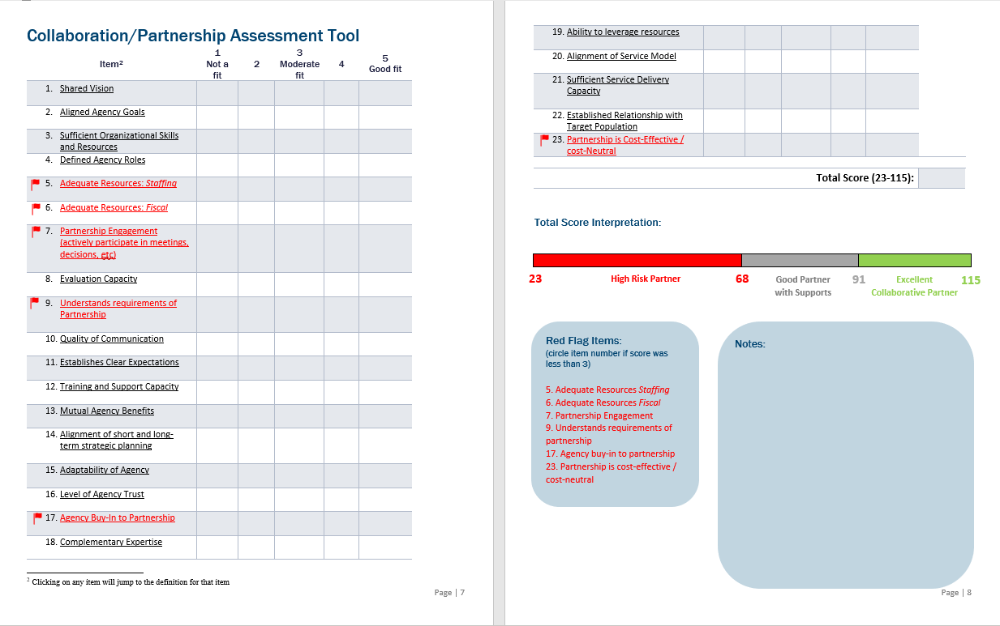 Collaboration/Partnership Assessment Tool
Item²
1
Not a
fit
2
3
Moderate
fit
4
5
Good fit
1. Shared Vision
2. Aligned Agency Goals
3. Sufficient Organizational Skills
and Resources
4. Defined Agency Roles
5. Adequate Resources: Staffing
6. Adequate Resources: Fiscal
7. Partnership Engagement
(actively participate in meetings,
decisions, etc)
8. Evaluation Capacity
9. Understands requirements of
Partnership
10. Quality of Communication
11. Establishes Clear Expectations
12. Training and Support Capacity
13. Mutual Agency Benefits
14. Alignment of short and long-
term strategic planning
15. Adaptability of Agency
16. Level of Agency Trust
17. Agency Buy-In to Partnership
18. Complementary Expertise
² Clicking on any item will jump to the definition for that item
Page | 7
19. Ability to leverage resources
20. Alignment of Service Model
21. Sufficient Service Delivery
Capacity
22. Established Relationship with
Target Population
23. Partnership is Cost-Effective /
cost-Neutral
Total Score (23-115):
Total Score Interpretation:
23
High Risk Partner
68
Good Partner
with Supports
91
Excellent
Collaborative Partner
115
Red Flag Items:
(circle item number if score was
less than 3)
5. Adequate Resources Staffing
6. Adequate Resources Fiscal
7. Partnership Engagement
9. Understands requirements of
partnership
17. Agency buy-in to partnership
23. Partnership is cost-effective /
cost-neutral
Notes:
Page | 8